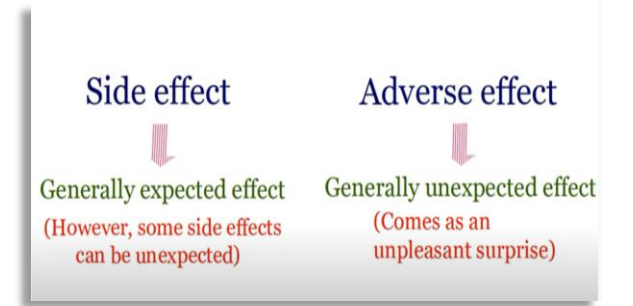 Side effect
Generally expected effect
(However, some side effects
can be unexpected)
Adverse effect
Generally unexpected effect
(Comes as an
unpleasant surprise)